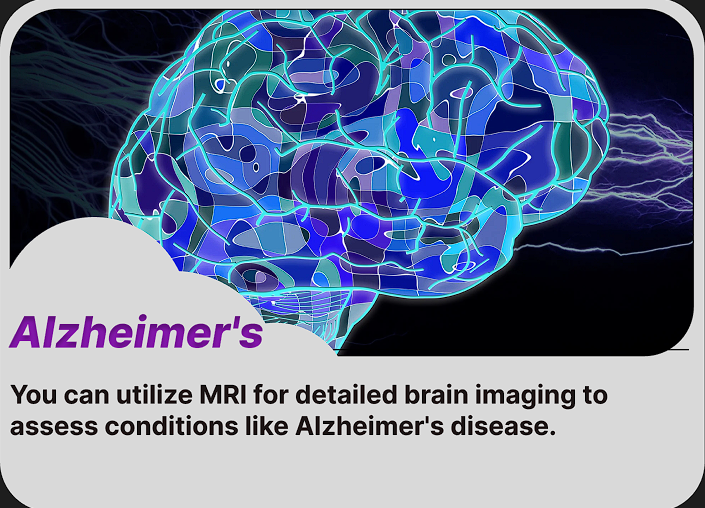 Alzheimer's
You can utilize MRI for detailed brain imaging to
assess conditions like Alzheimer's disease.